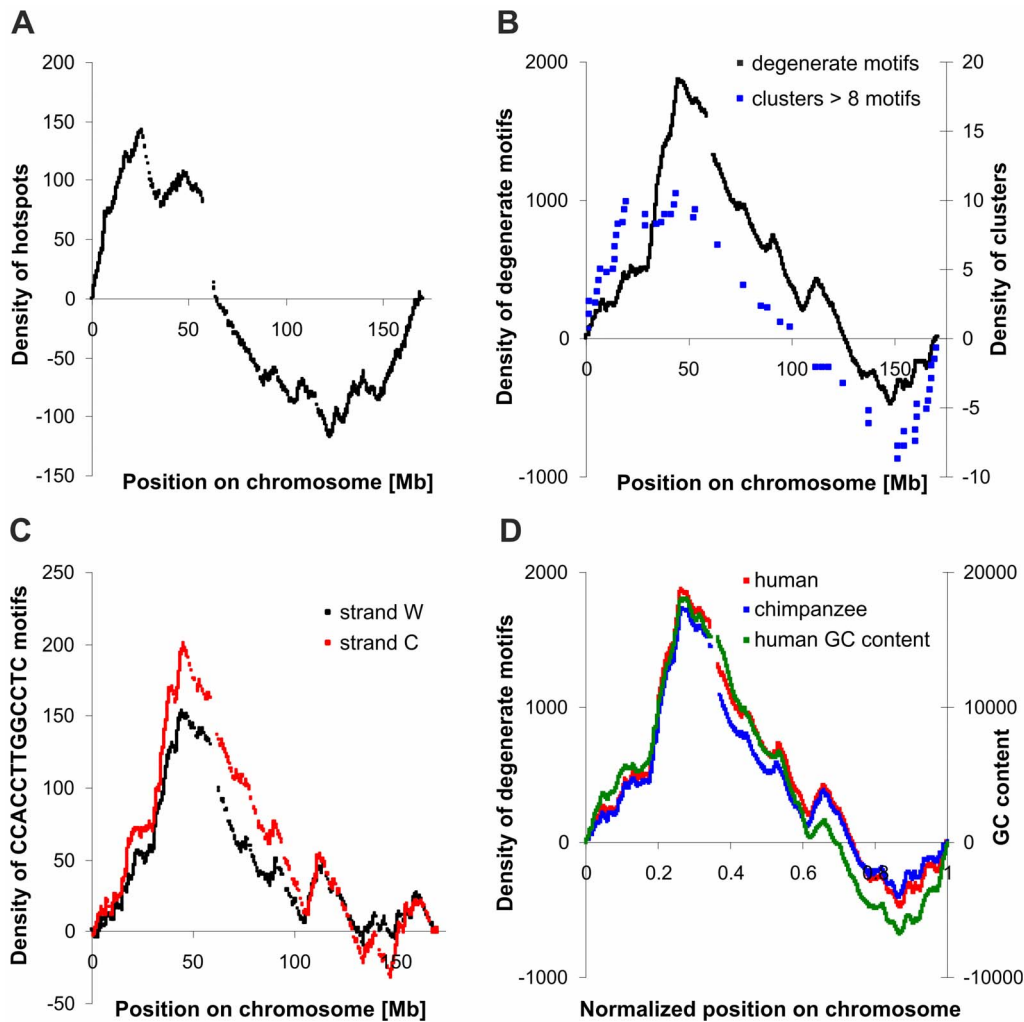 A
200
150
100
50
0
-50
-100
-150
0
50
100
150
Density of hotspots
Position on chromosome [Mb]
B
2000
1000
0
-1000
20
15
10
5
0
-5
-10
0
50
100
150
degenerate motifs
clusters > 8 motifs
Density of degenerate motifs
Density of clusters
Position on chromosome [Mb]
C
250
200
150
100
50
0
-50
0
50
100
150
strand W
strand C
Density of CCACCTTGGCCTC motifs
Position on chromosome [Mb]
D
2000
1000
0
-1000
20000
10000
0
-10000
0
0.2
0.4
0.6
0.8
1
human
chimpanzee
human GC content
Density of degenerate motifs
GC content
Normalized position on chromosome